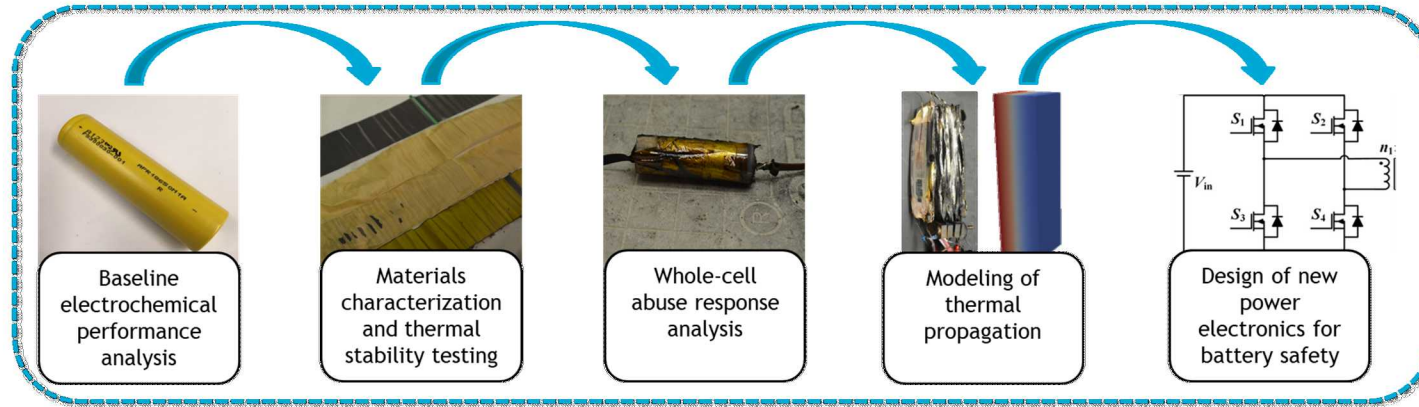 S1
S2
n1
Vin
S3
S4
Baseline
electrochemical
performance
analysis
Materials
characterization
and thermal
stability testing
Whole-cell
abuse response
analysis
Modeling of
thermal
propagation
Design of new
power
electronics for
battery safety